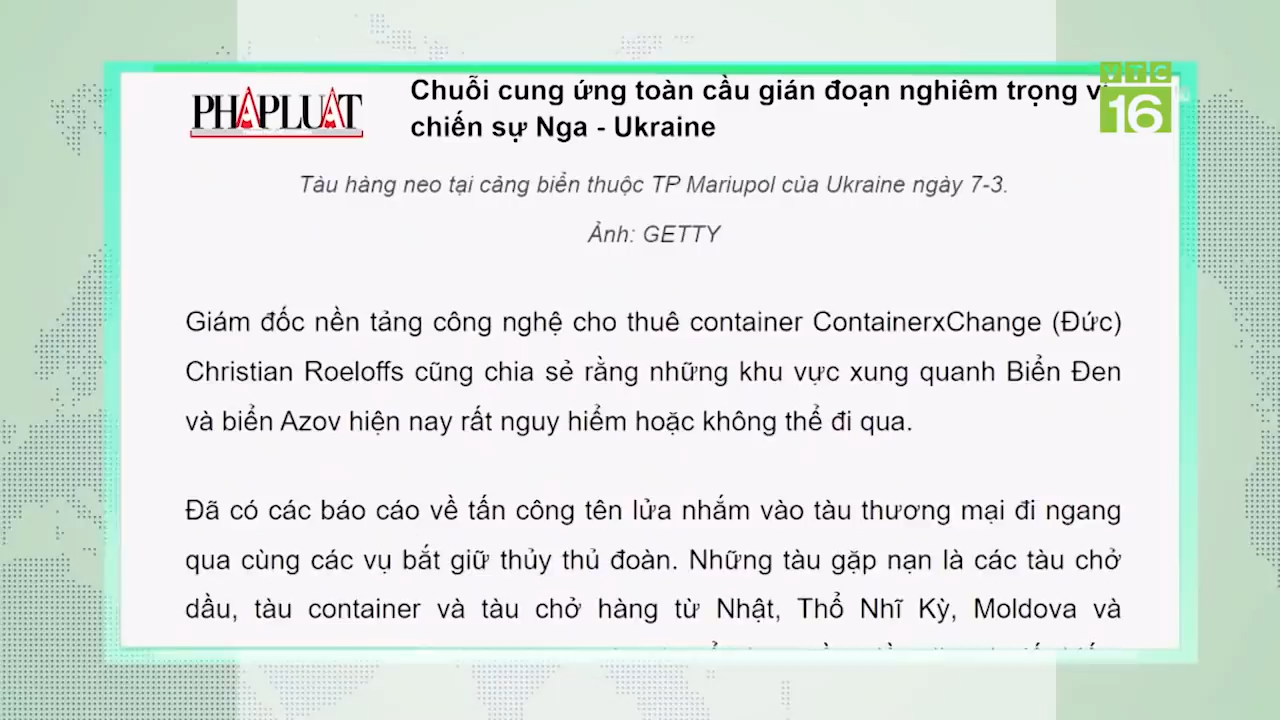 VTC
16
PHÁPLUẬT
Chuỗi cung ứng toàn cầu gián đoạn nghiêm trọng
chiến sự Nga - Ukraine
Tàu hàng neo tại cảng biển thuộc TP Mariupol của Ukraine ngày 7-3.
Ảnh: GETTY
Giám đốc nền tảng công nghệ cho thuê container ContainerxChange (Đức)
Christian Roeloffs cũng chia sẻ rằng những khu vực xung quanh Biển Đen
và biển Azov hiện nay rất nguy hiểm hoặc không thể đi qua.
Đã có các báo cáo về tấn công tên lửa nhắm vào tàu thương mại đi ngang
qua cùng các vụ bắt giữ thủy thủ đoàn. Những tàu gặp nạn là các tàu chở
dầu, tàu container và tàu chở hàng từ Nhật, Thổ Nhĩ Kỳ, Moldova và